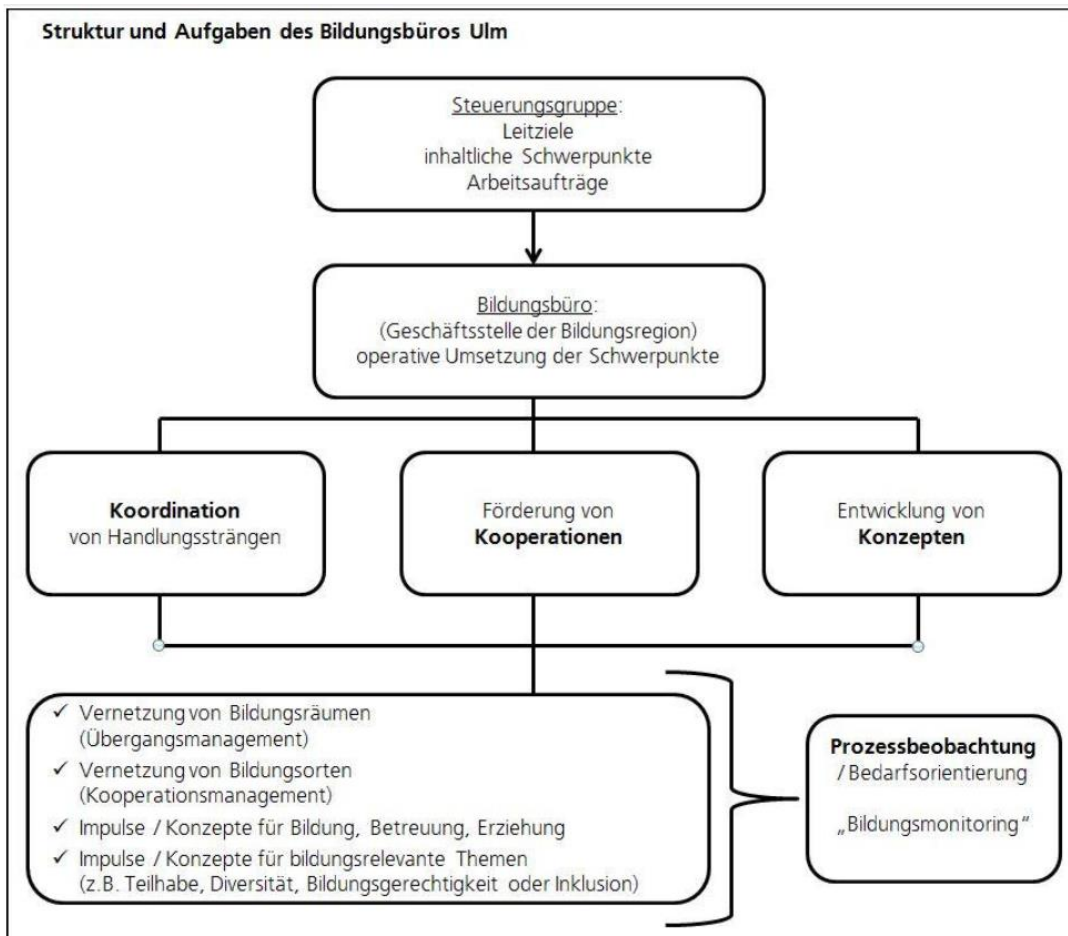 Struktur und Aufgaben des Bildungsbüros Ulm
Steuerungsgruppe:
Leitziele
inhaltliche Schwerpunkte
Arbeitsaufträge
Bildungsbüro:
(Geschäftsstelle der Bildungsregion)
operative Umsetzung der Schwerpunkte
Koordination
von Handlungssträngen
Förderung von
Kooperationen
Entwicklung von
Konzepten
✓ Vernetzung von Bildungsräumen
(Übergangsmanagement)
✓ Vernetzung von Bildungsorten
(Kooperationsmanagement)
✓ Impulse / Konzepte für Bildung, Betreuung, Erziehung
✓ Impulse / Konzepte für bildungsrelevante Themen
(z.B. Teilhabe, Diversität, Bildungsgerechtigkeit oder Inklusion)
Prozessbeobachtung
/ Bedarfsorientierung
„Bildungsmonitoring“